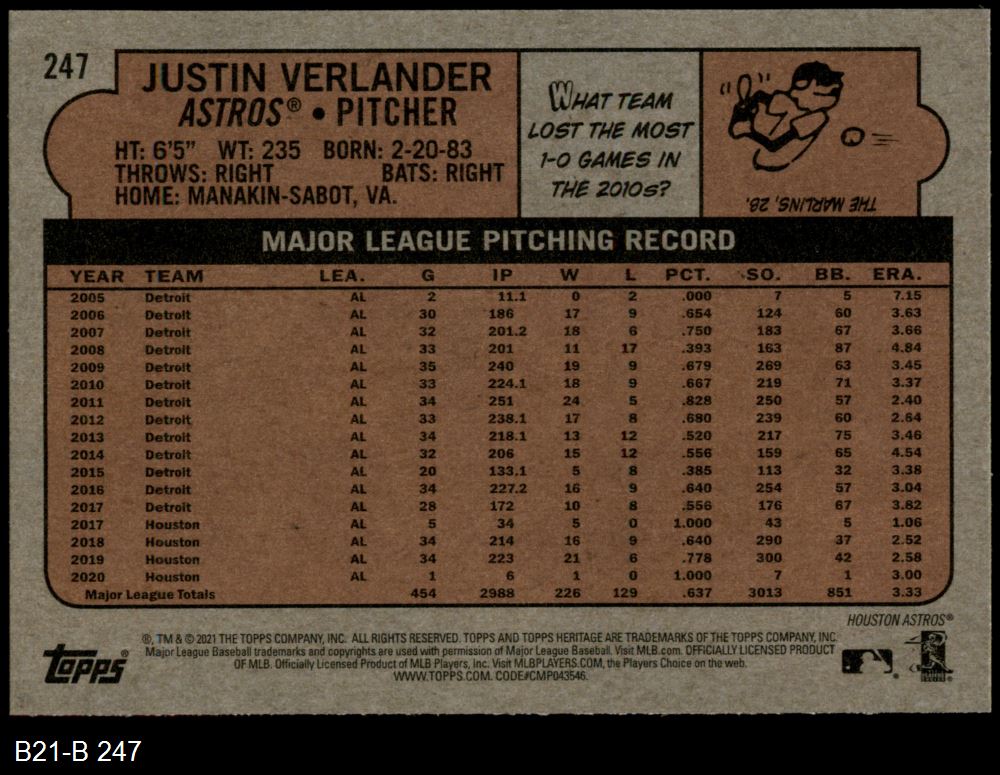 247
JUSTIN VERLANDER
ASTROS® • PITCHER
HT: 6'5" WT: 235 BORN: 2-20-83
THROWS: RIGHT BATS: RIGHT
HOME: MANAKIN-SABOT, VA.
WHAT TEAM
LOST THE MOST
1-0 GAMES IN
THE 2010s?
THE MARLINS, 28.
MAJOR LEAGUE PITCHING RECORD
YEAR TEAM LEA. G IP W L PCT. SO. BB. ERA.
2005 Detroit AL 2 11.1 0 2 .000 7 5 7.15
2006 Detroit AL 30 186 17 9 .654 124 60 3.63
2007 Detroit AL 32 201.2 18 6 .750 183 67 3.66
2008 Detroit AL 33 201 11 17 .393 163 87 4.84
2009 Detroit AL 35 240 19 9 .679 269 63 3.45
2010 Detroit AL 33 224.1 18 9 .667 219 71 3.37
2011 Detroit AL 34 251 24 5 .828 250 57 2.40
2012 Detroit AL 33 238.1 17 8 .680 239 60 2.64
2013 Detroit AL 34 218.1 13 12 .520 217 75 3.46
2014 Detroit AL 32 206 15 12 .556 159 65 4.54
2015 Detroit AL 20 133.1 5 8 .385 113 32 3.38
2016 Detroit AL 34 227.2 16 9 .640 254 57 3.04
2017 Detroit AL 28 172 10 8 .556 176 67 3.82
2017 Houston AL 5 34 5 0 1.000 43 5 1.06
2018 Houston AL 34 214 16 9 .640 290 37 2.52
2019 Houston AL 34 223 21 6 .778 300 42 2.58
2020 Houston AL 1 6 1 0 1.000 7 1 3.00
Major League Totals 454 2988 226 129 .637 3013 851 3.33
HOUSTON ASTROS®
®, TM & © 2021 THE TOPPS COMPANY, INC. ALL RIGHTS RESERVED. TOPPS AND TOPPS HERITAGE ARE TRADEMARKS OF THE TOPPS COMPANY, INC.
Major League Baseball trademarks and copyrights are used with permission of Major League Baseball. Visit MLB.com. OFFICIALLY LICENSED PRODUCT
OF MLB. Officially Licensed Product of MLB Players, Inc. Visit MLBPLAYERS.COM, the Players Choice on the web.
WWW.TOPPS.COM. CODE#CMP043546.
topps®
B21-B 247